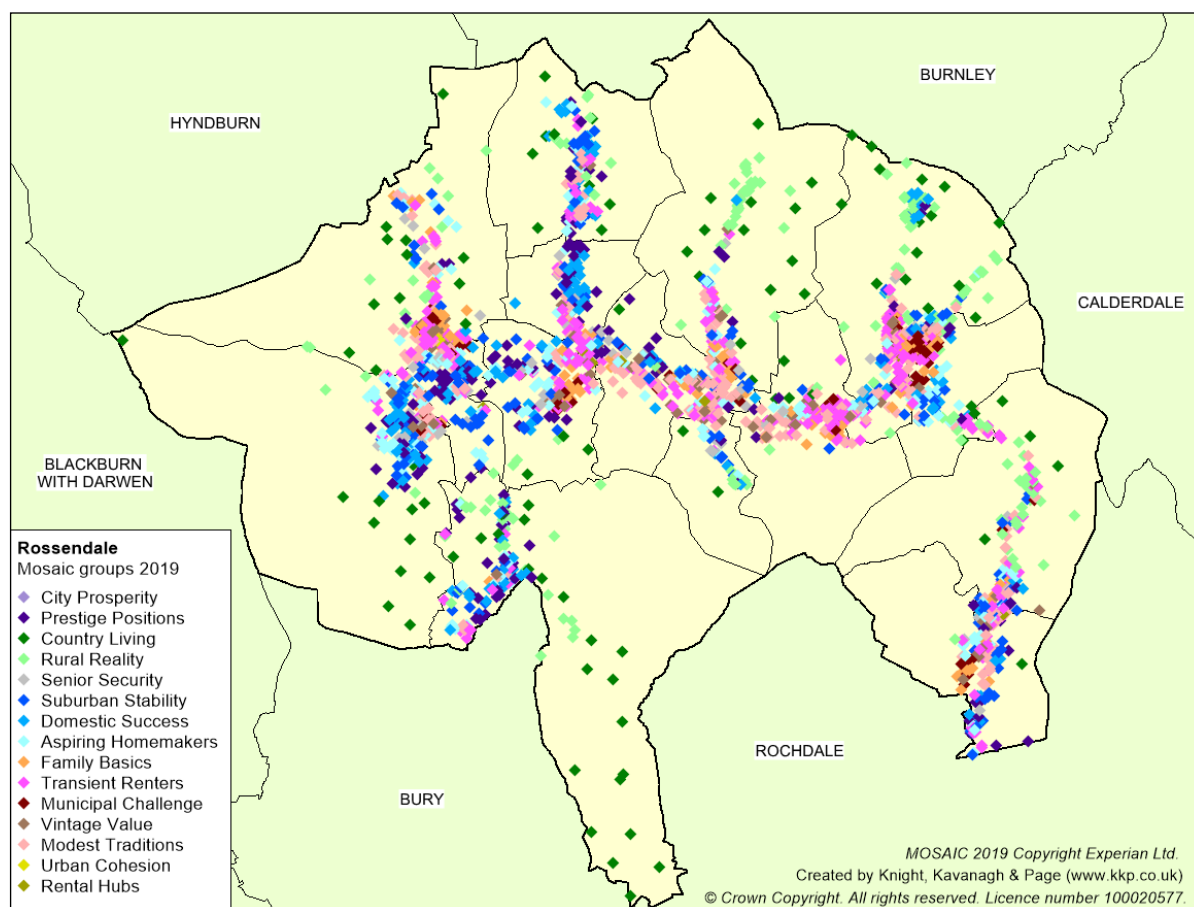 BURNLEY
HYNDBURN
CALDERDALE
BLACKBURN
WITH DARWEN
Rossendale
Mosaic groups 2019
City Prosperity
Prestige Positions
Country Living
Rural Reality
Senior Security
Suburban Stability
Domestic Success
Aspiring Homemakers
Family Basics
Transient Renters
Municipal Challenge
Vintage Value
Modest Traditions
Urban Cohesion
Rental Hubs
ROCHDALE
BURY
MOSAIC 2019 Copyright Experian Ltd.
Created by Knight, Kavanagh & Page (www.kkp.co.uk)
© Crown Copyright. All rights reserved. Licence number 100020577.